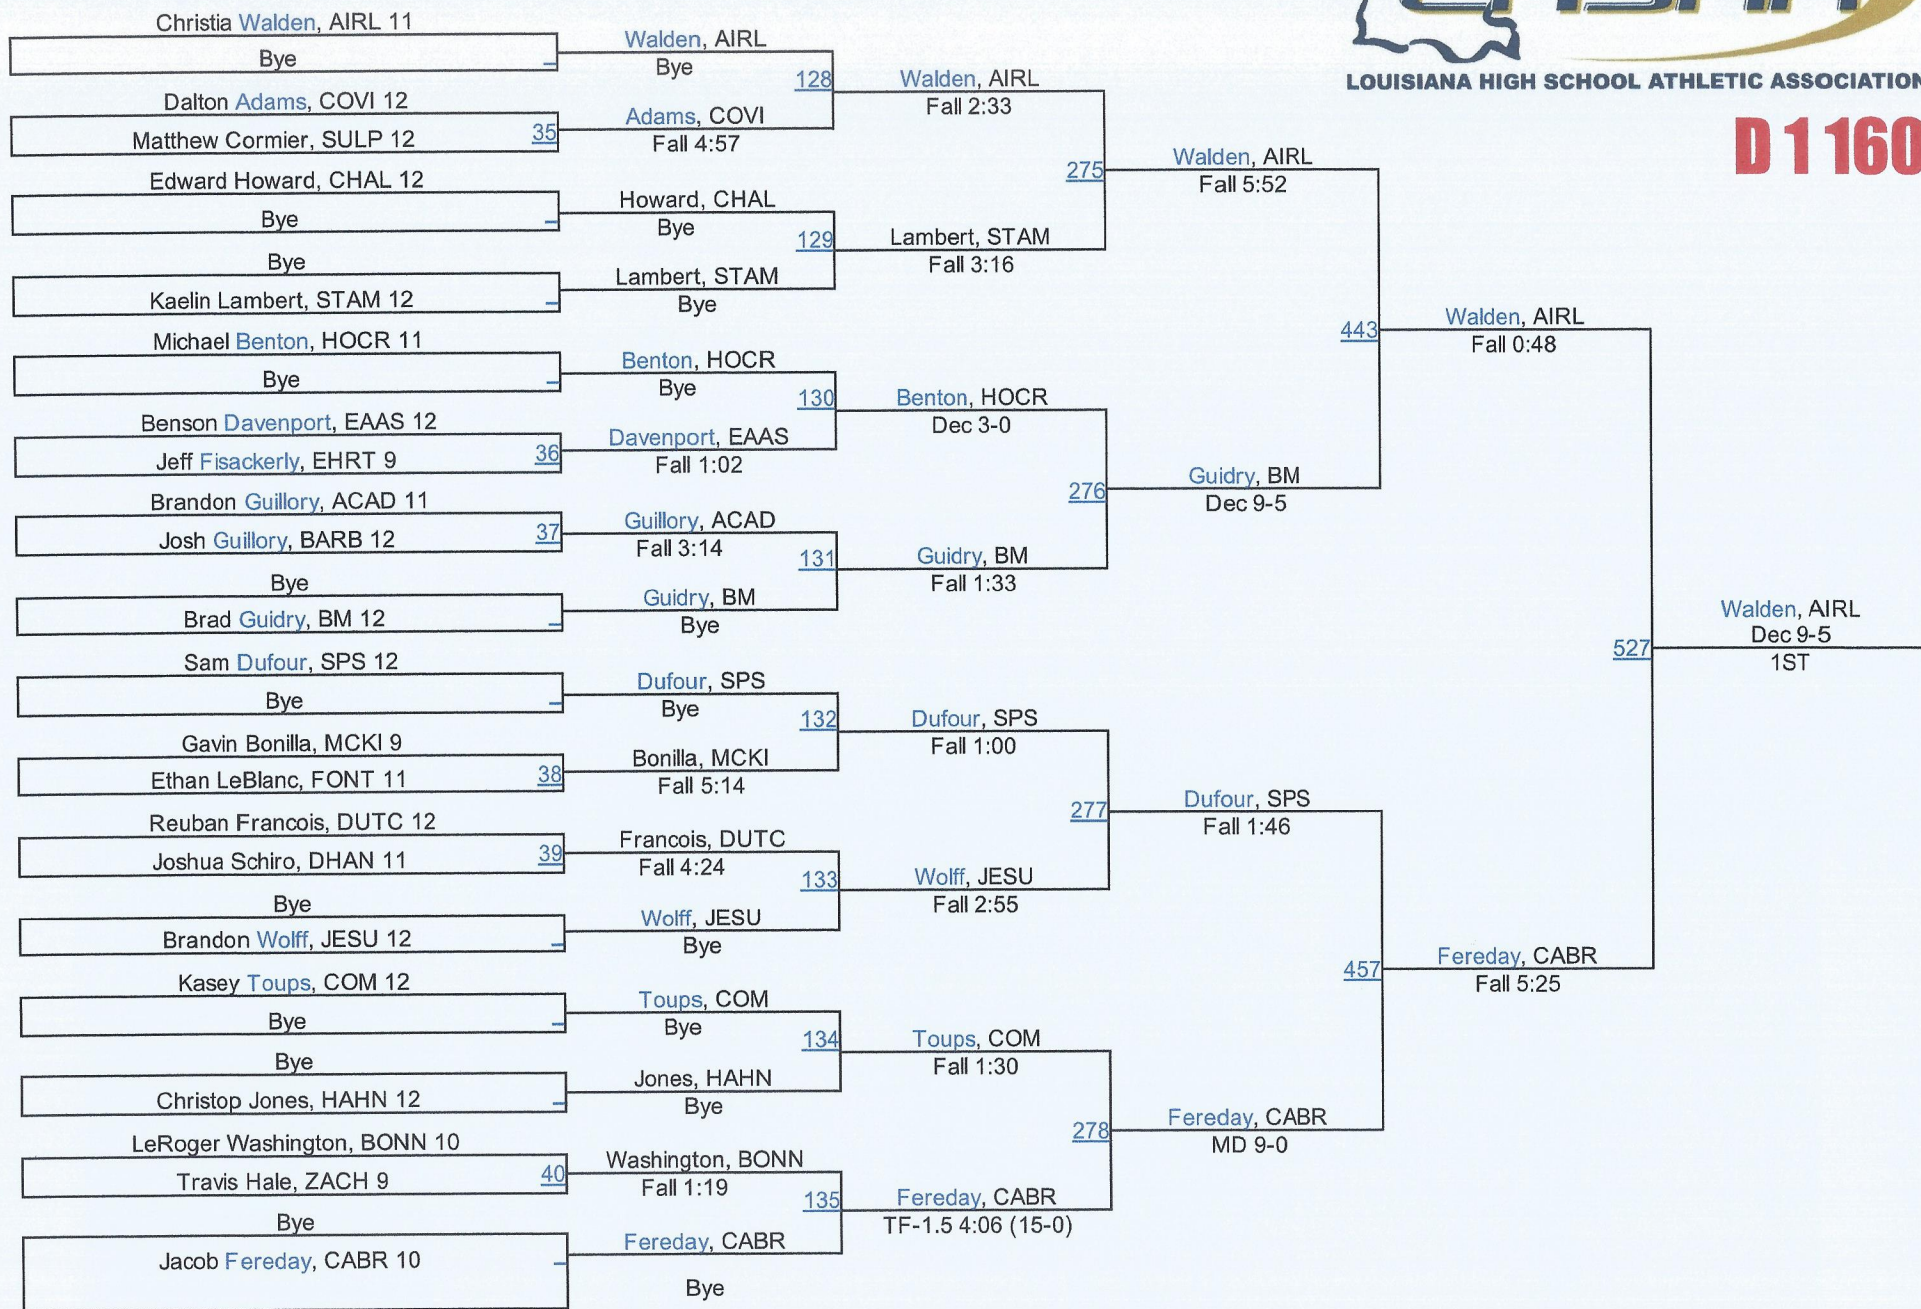 LOUISIANA HIGH SCHOOL ATHLETIC ASSOCIATION
D 1 160
Christia Walden, AIRL 11
Bye
Dalton Adams, COVI 12
35
Matthew Cormier, SULP 12
Edward Howard, CHAL 12
Bye
Bye
Kaelin Lambert, STAM 12
Michael Benton, HOCR 11
Bye
Benson Davenport, EAAS 12
36
Jeff Fisackerly, EHRT 9
Brandon Guillory, ACAD 11
37
Josh Guillory, BARB 12
Bye
Brad Guidry, BM 12
Sam Dufour, SPS 12
Bye
Gavin Bonilla, MCKI 9
38
Ethan LeBlanc, FONT 11
Reuban Francois, DUTC 12
39
Joshua Schiro, DHAN 11
Bye
Brandon Wolff, JESU 12
Kasey Toups, COM 12
Bye
Bye
Christop Jones, HAHN 12
LeRoger Washington, BONN 10
40
Travis Hale, ZACH 9
Bye
Jacob Fereday, CABR 10
Walden, AIRL
Bye
128
Adams, COVI
Fall 4:57
Howard, CHAL
Bye
129
Lambert, STAM
Bye
Benton, HOCR
Bye
130
Davenport, EAAS
Fall 1:02
Guillory, ACAD
Fall 3:14
131
Guidry, BM
Bye
Dufour, SPS
Bye
132
Bonilla, MCKI
Fall 5:14
Francois, DUTC
Fall 4:24
133
Wolff, JESU
Bye
Toups, COM
Bye
134
Jones, HAHN
Bye
Washington, BONN
Fall 1:19
135
Fereday, CABR
Bye
Walden, AIRL
Fall 2:33
275
Lambert, STAM
Fall 3:16
Benton, HOCR
Dec 3-0
276
Guidry, BM
Fall 1:33
Dufour, SPS
Fall 1:00
277
Wolff, JESU
Fall 2:55
Toups, COM
Fall 1:30
278
Fereday, CABR
TF-1.5 4:06 (15-0)
Walden, AIRL
Fall 5:52
443
Guidry, BM
Dec 9-5
Dufour, SPS
Fall 1:46
457
Fereday, CABR
MD 9-0
Walden, AIRL
Fall 0:48
527
Fereday, CABR
Fall 5:25
Walden, AIRL
Dec 9-5
1ST